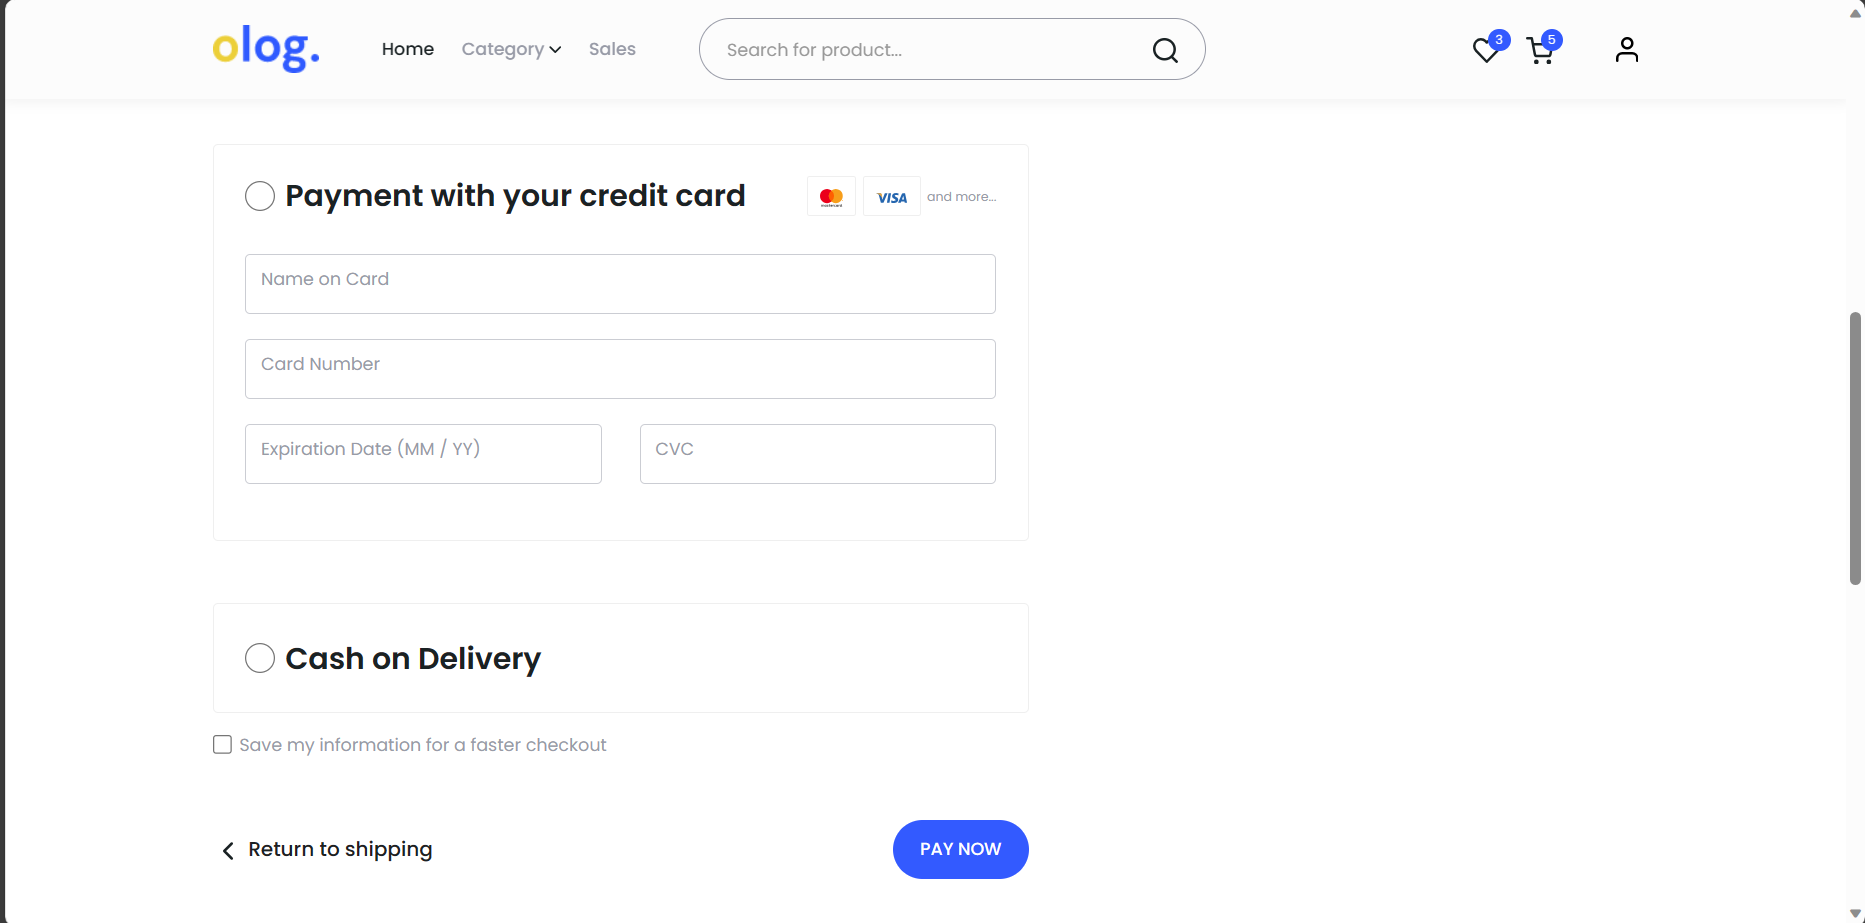 olog.
Home Category Sales
Search for product...
3
5
Payment with your credit card
mastercard
VISA
and more...
Name on Card
Card Number
Expiration Date (MM / YY)
CVC
Cash on Delivery
Save my information for a faster checkout
Return to shipping
PAY NOW